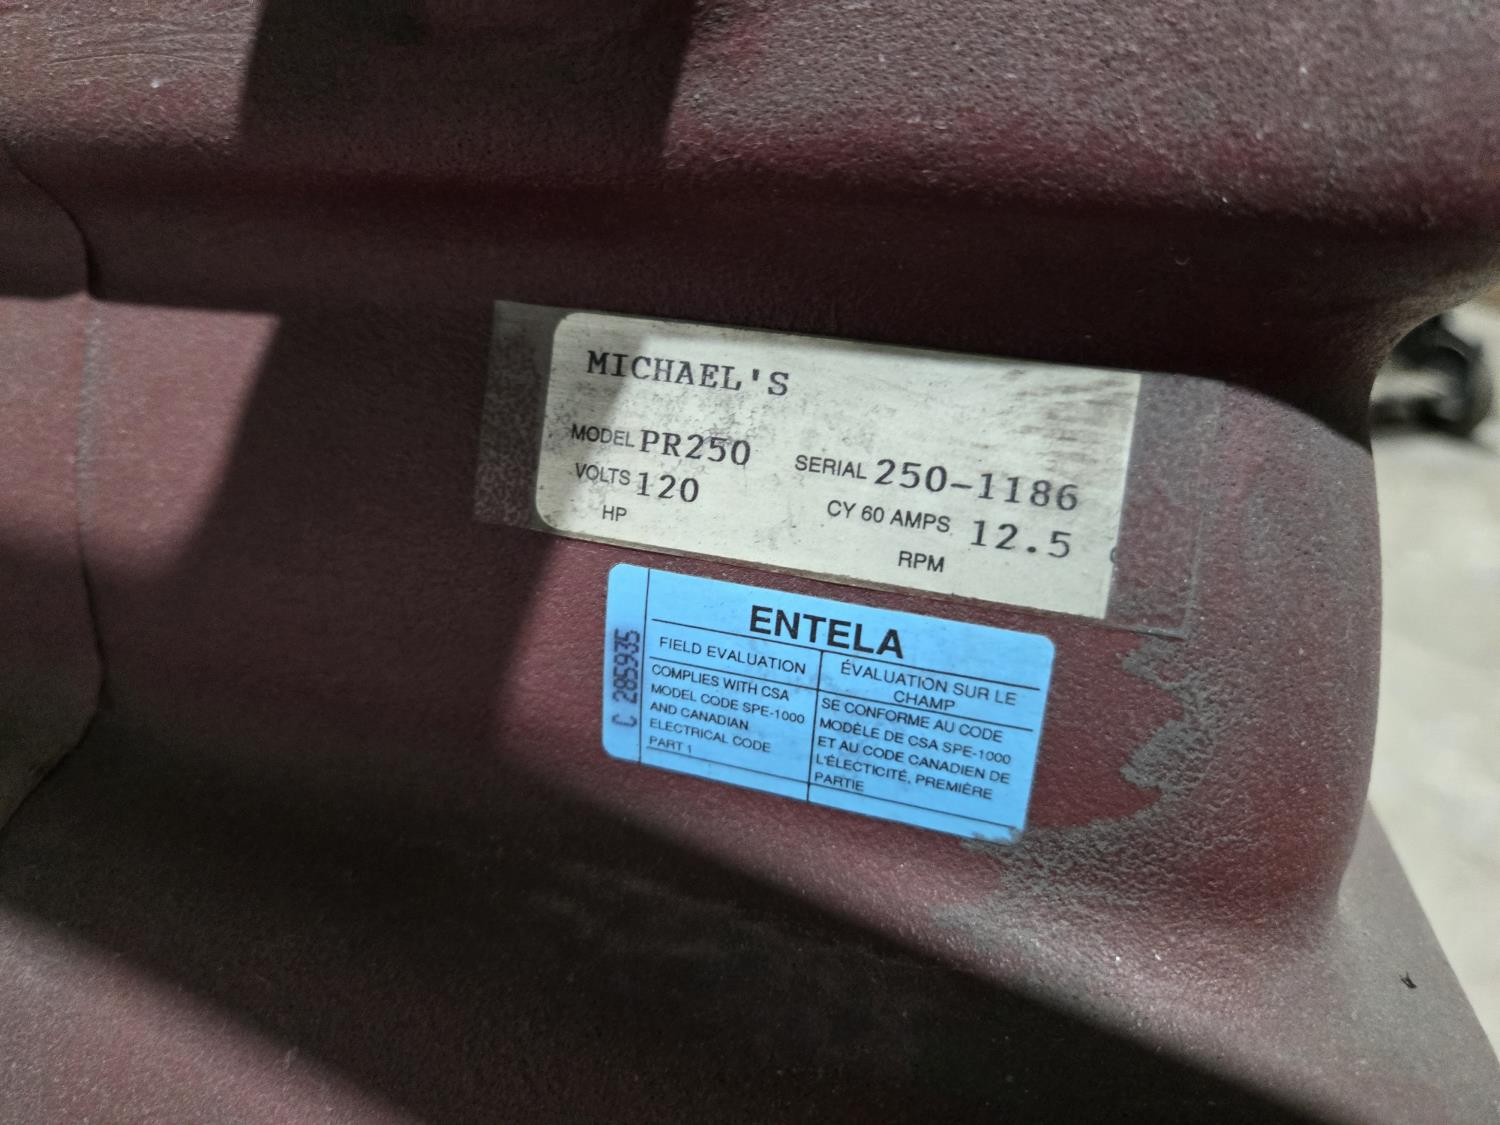 MICHAEL'S
MODEL PR250 SERIAL 250-1186
VOLTS 120 CY 60 AMPS 12.5
HP RPM
ENTELA
C 285935
FIELD EVALUATION
COMPLIES WITH CSA
MODEL CODE SPE-1000
AND CANADIAN
ELECTRICAL CODE
PART 1
ÉVALUATION SUR LE
CHAMP
SE CONFORME AU CODE
MODÈLE DE CSA SPE-1000
ET AU CODE CANADIEN DE
L'ÉLECTICITÉ, PREMIÈRE
PARTIE